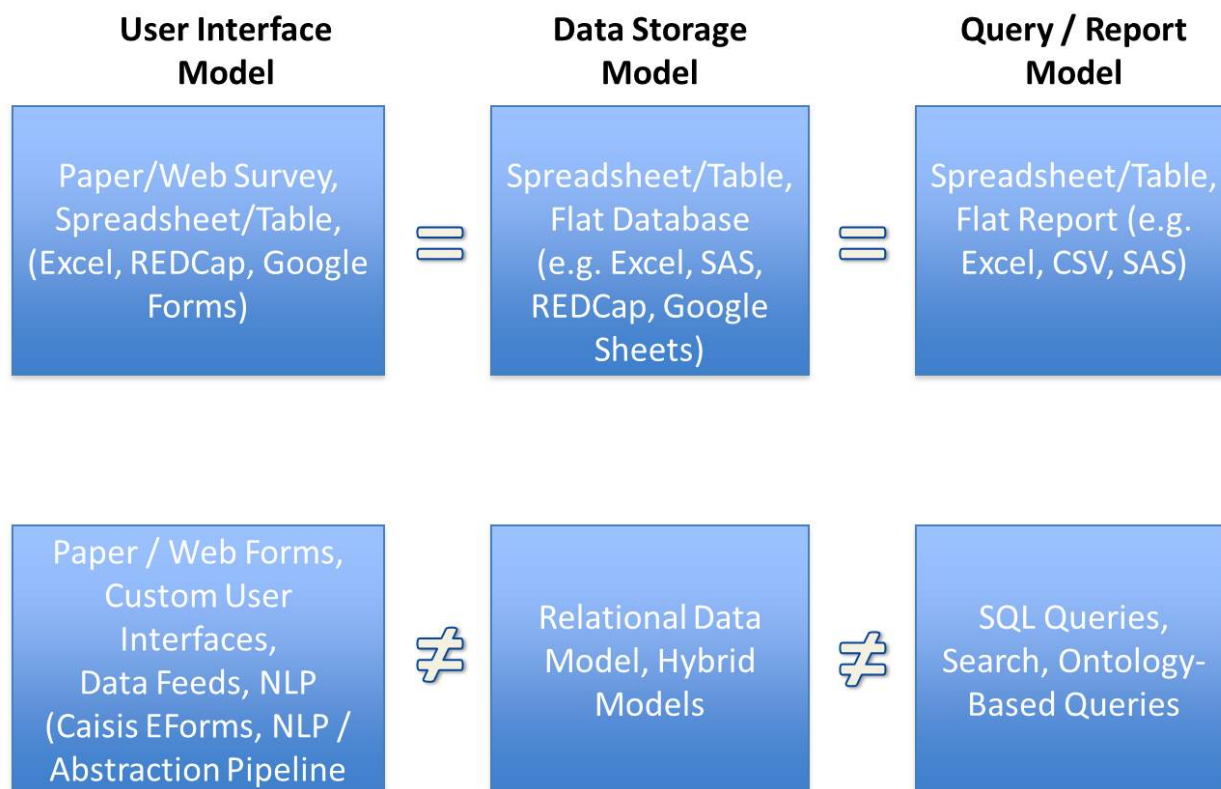 User Interface
Model
Data Storage
Model
Query / Report
Model
Paper/Web Survey,
Spreadsheet/Table,
(Excel, REDCap, Google
Forms)
=
Spreadsheet/Table,
Flat Database
(e.g. Excel, SAS,
REDCap, Google
Sheets)
=
Spreadsheet/Table,
Flat Report (e.g.
Excel, CSV, SAS)
Paper / Web Forms,
Custom User
Interfaces,
Data Feeds, NLP
(Caisis EForms, NLP /
Abstraction Pipeline
≠
Relational Data
Model, Hybrid
Models
≠
SQL Queries,
Search, Ontology-
Based Queries